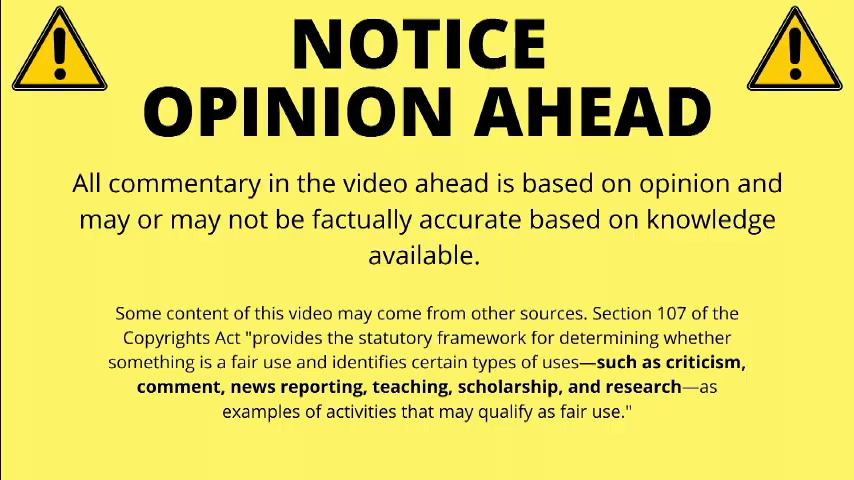 NOTICE
OPINION AHEAD
All commentary in the video ahead is based on opinion and
may or may not be factually accurate based on knowledge
available.
Some content of this video may come from other sources. Section 107 of the
Copyrights Act "provides the statutory framework for determining whether
something is a fair use and identifies certain types of uses—such as criticism,
comment, news reporting, teaching, scholarship, and research—as
examples of activities that may qualify as fair use."